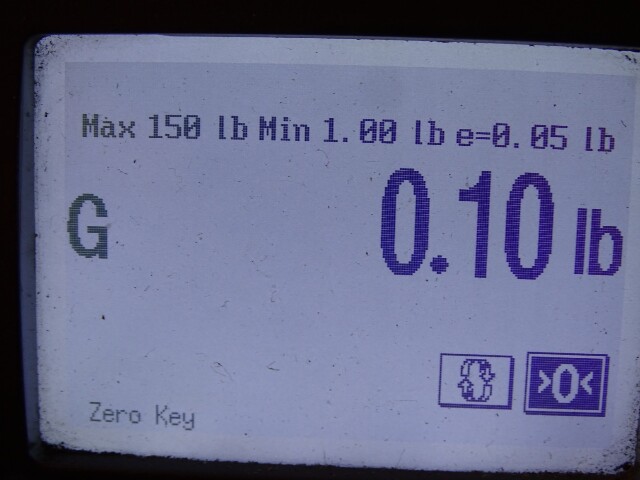 Max 150 lb Min 1.00 lb e=0.05 lb
G 0.10 lb
>0<
Zero Key